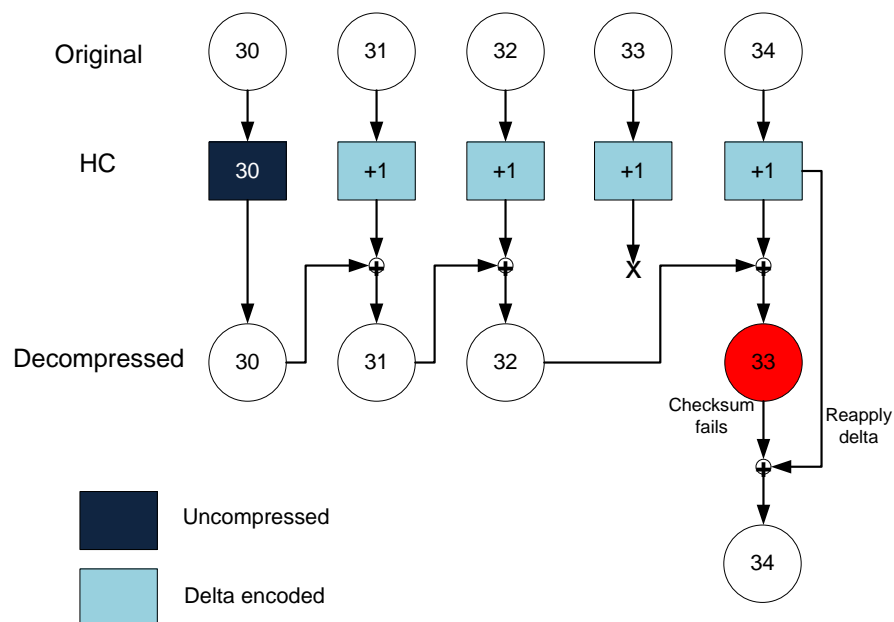 Original 30 31 32 33 34
HC 30 +1 +1 +1 +1
X
Decompressed 30 31 32 33
Checksum
fails
Reapply
delta
34
Uncompressed
Delta encoded